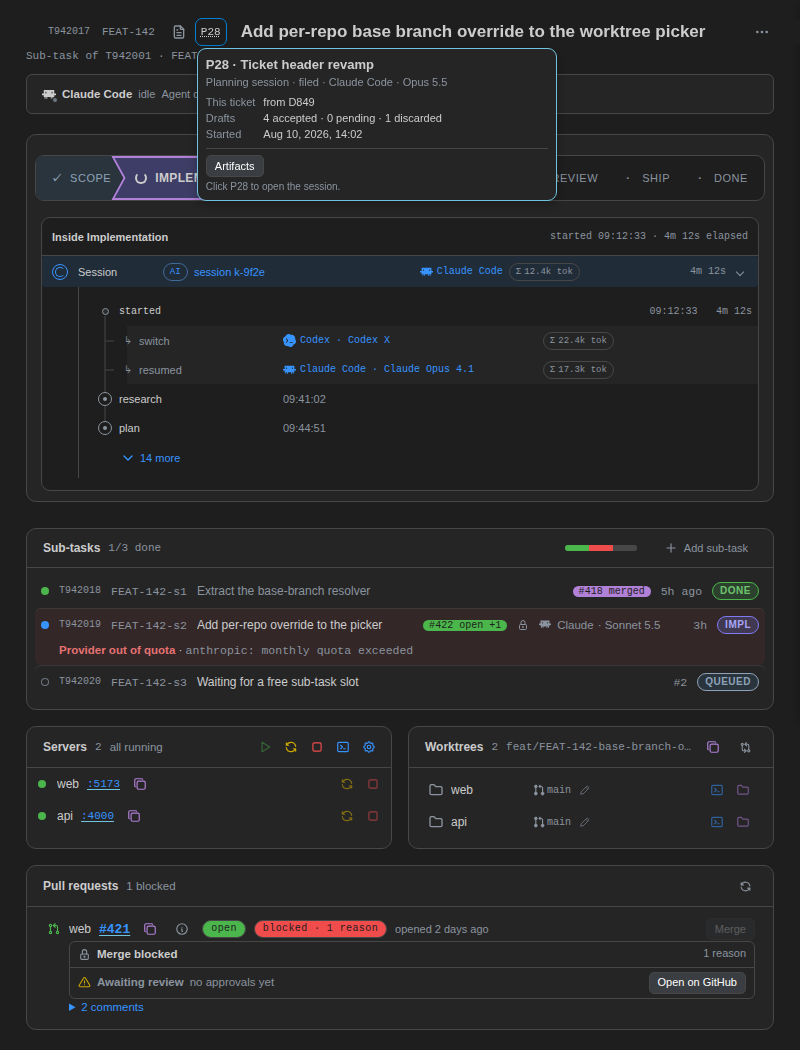 T942017 FEAT-142 P28 Add per-repo base branch override to the worktree picker
Sub-task of T942001 · FEAT
P28 · Ticket header revamp
Planning session · filed · Claude Code · Opus 5.5
This ticket from D849
Drafts 4 accepted · 0 pending · 1 discarded
Started Aug 10, 2026, 14:02
Artifacts
Click P28 to open the session.
Claude Code idle Agent
SCOPE IMPLE REVIEW · SHIP · DONE
Inside Implementation started 09:12:33 · 4m 12s elapsed
Session AI session k-9f2e Claude Code Σ 12.4k tok 4m 12s
started 09:12:33 4m 12s
↳ switch Codex · Codex X Σ 22.4k tok
↳ resumed Claude Code · Claude Opus 4.1 Σ 17.3k tok
research 09:41:02
plan 09:44:51
14 more
Sub-tasks 1/3 done Add sub-task
T942018 FEAT-142-s1 Extract the base-branch resolver #418 merged 5h ago DONE
T942019 FEAT-142-s2 Add per-repo override to the picker #422 open +1 Claude · Sonnet 5.5 3h IMPL
Provider out of quota · anthropic: monthly quota exceeded
T942020 FEAT-142-s3 Waiting for a free sub-task slot #2 QUEUED
Servers 2 all running
web :5173
api :4000
Worktrees 2 feat/FEAT-142-base-branch-o…
web main
api main
Pull requests 1 blocked
web #421 open blocked · 1 reason opened 2 days ago Merge
Merge blocked 1 reason
Awaiting review no approvals yet Open on GitHub
2 comments